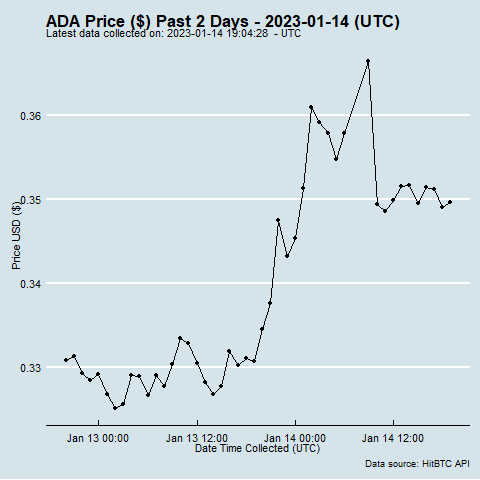 ADA Price ($) Past 2 Days - 2023-01-14 (UTC)
Latest data collected on: 2023-01-14 19:04:28 - UTC
0.36
0.35
0.34
0.33
Price USD ($)
Jan 13 00:00 Jan 13 12:00 Jan 14 00:00 Jan 14 12:00
Date Time Collected (UTC)
Data source: HitBTC API